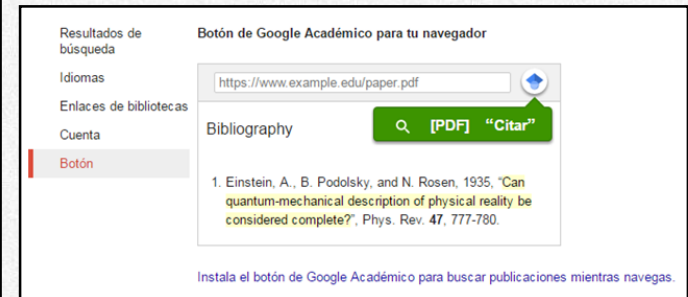 Resultados de
búsqueda
Idiomas
Enlaces de bibliotecas
Cuenta
Botón
Botón de Google Académico para tu navegador
https://www.example.edu/paper.pdf
[PDF] “Citar”
Bibliography
1. Einstein, A., B. Podolsky, and N. Rosen, 1935, “Can
quantum-mechanical description of physical reality be
considered complete?”, Phys. Rev. 47, 777-780.
Instala el botón de Google Académico para buscar publicaciones mientras navegas.